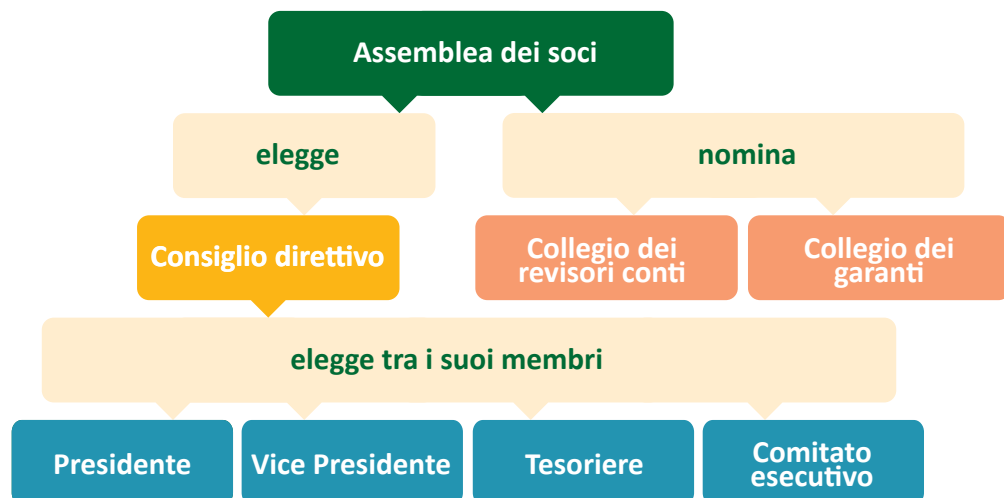 Assemblea dei soci
elegge
nomina
Consiglio direttivo
Collegio dei
revisori conti
Collegio dei
garanti
elegge tra i suoi membri
Presidente
Vice Presidente
Tesoriere
Comitato
esecutivo